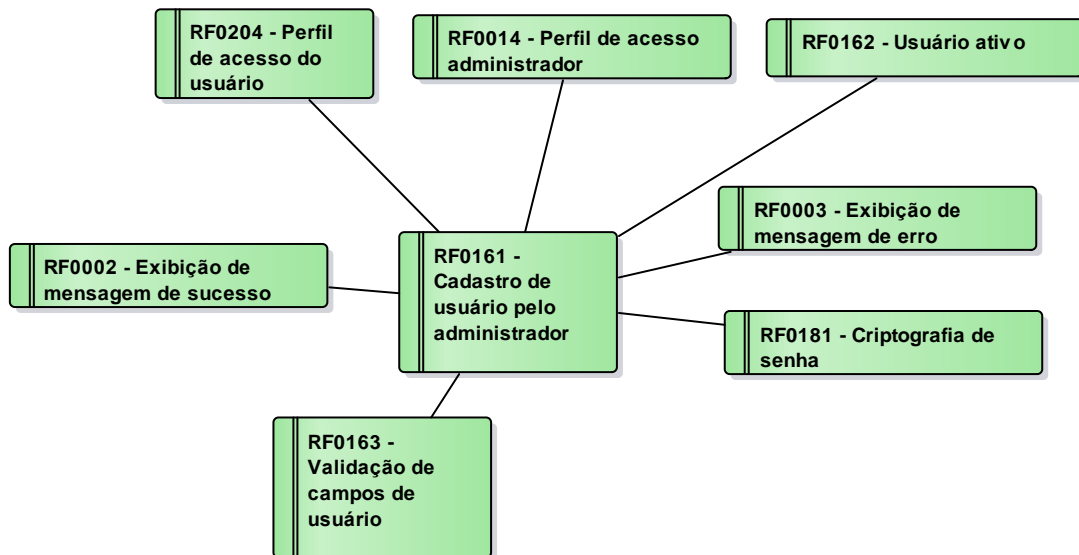 RF0204 - Perfil
de acesso do
usuário
RF0014 - Perfil de acesso
administrador
RF0162 - Usuário ativo
RF0003 - Exibição de
mensagem de erro
RF0161 -
Cadastro de
usuário pelo
administrador
RF0002 - Exibição de
mensagem de sucesso
RF0181 - Criptografia de
senha
RF0163 -
Validação de
campos de
usuário